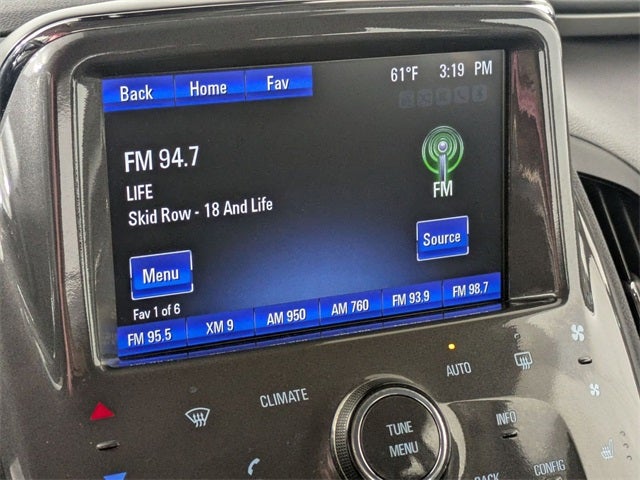 Back Home Fav 61°F 3:19 PM
FM 94.7
LIFE
Skid Row - 18 And Life
FM
Source
Menu
Fav 1 of 6
FM 95.5 XM 9 AM 950 AM 760 FM 93.9 FM 98.7
AUTO
CLIMATE
INFO
TUNE
MENU
CONFIG
BACK